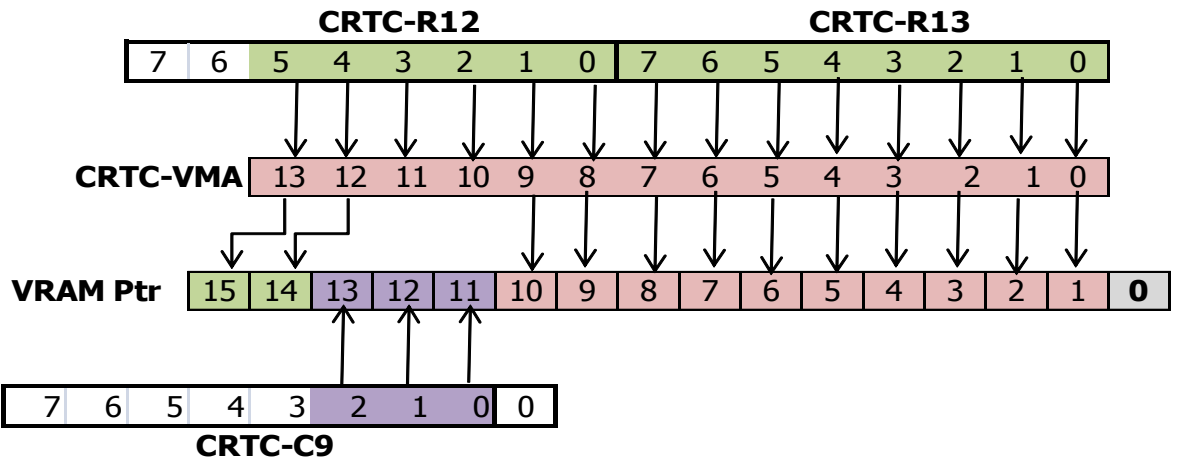 CRTC-R12 CRTC-R13
7 6 5 4 3 2 1 0 7 6 5 4 3 2 1 0
CRTC-VMA 13 12 11 10 9 8 7 6 5 4 3 2 1 0
VRAM Ptr 15 14 13 12 11 10 9 8 7 6 5 4 3 2 1 0
7 6 5 4 3 2 1 0 0
CRTC-C9